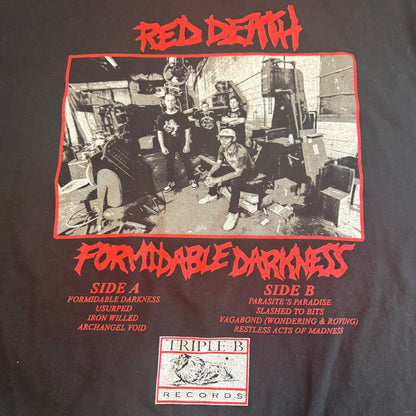 RED DEATH
FORMIDABLE DARKNESS
SIDE A
FORMIDABLE DARKNESS
USURPED
IRON WILLED
ARCHANGEL VOID
SIDE B
PARASITE'S PARADISE
SLASHED TO BITS
VAGABOND (WONDERING & ROVING)
RESTLESS ACTS OF MADNESS
TRIPLE-B
RECORDS